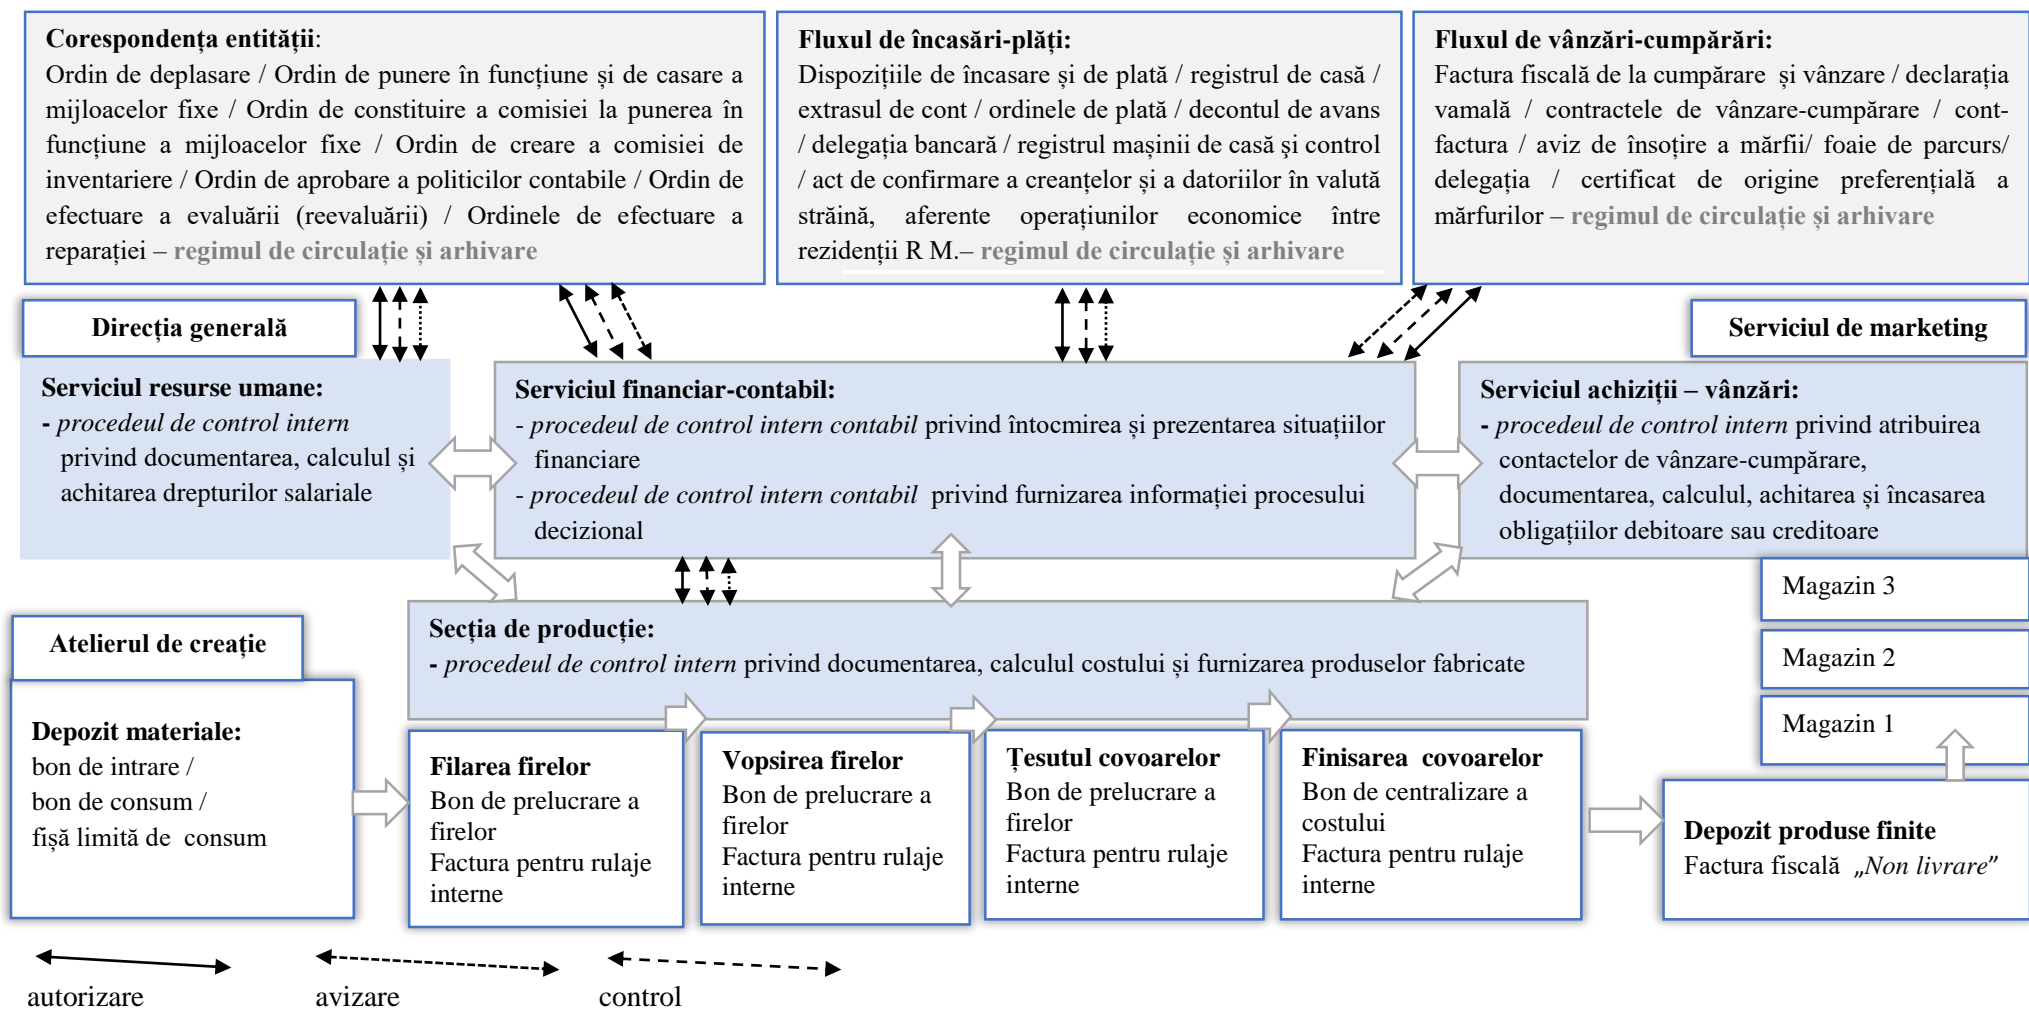 Corespondența entității:
Ordin de deplasare / Ordin de punere în funcțiune și de casare a
mijloacelor fixe / Ordin de constituire a comisiei la punerea în
funcțiune a mijloacelor fixe / Ordin de creare a comisiei de
inventariere / Ordin de aprobare a politicilor contabile / Ordin de
efectuare a evaluării (reevaluării) / Ordinele de efectuare a
reparației – regimul de circulație și arhivare
Fluxul de încasări-plăți:
Dispozițiile de încasare și de plată / registrul de casă /
extrasul de cont / ordinele de plată / decontul de avans
/ delegația bancară / registrul mașinii de casă şi control
/ act de confirmare a creanțelor și a datoriilor în valută
străină, aferente operațiunilor economice între
rezidenții R M.– regimul de circulație și arhivare
Fluxul de vânzări-cumpărări:
Factura fiscală de la cumpărare și vânzare / declarația
vamală / contractele de vânzare-cumpărare / cont-
factura / aviz de însoțire a mărfii/ foaie de parcurs/
delegația / certificat de origine preferențială a
mărfurilor – regimul de circulație și arhivare
Direcția generală
Serviciul de marketing
Serviciul resurse umane:
- procedeul de control intern
privind documentarea, calculul și
achitarea drepturilor salariale
Serviciul financiar-contabil:
- procedeul de control intern contabil privind întocmirea și prezentarea situațiilor
financiare
- procedeul de control intern contabil privind furnizarea informației procesului
decizional
Serviciul achiziții – vânzări:
- procedeul de control intern privind atribuirea
contactelor de vânzare-cumpărare,
documentarea, calculul, achitarea și încasarea
obligațiilor debitoare sau creditoare
Magazin 3
Magazin 2
Magazin 1
Atelierul de creație
Secția de producție:
- procedeul de control intern privind documentarea, calculul costului și furnizarea produselor fabricate
Depozit materiale:
bon de intrare /
bon de consum /
fișă limită de consum
Filarea firelor
Bon de prelucrare a
firelor
Factura pentru rulaje
interne
Vopsirea firelor
Bon de prelucrare a
firelor
Factura pentru rulaje
interne
Țesutul covoarelor
Bon de prelucrare a
firelor
Factura pentru rulaje
interne
Finisarea covoarelor
Bon de centralizare a
costului
Factura pentru rulaje
interne
Depozit produse finite
Factura fiscală „Non livrare”
autorizare
avizare
control